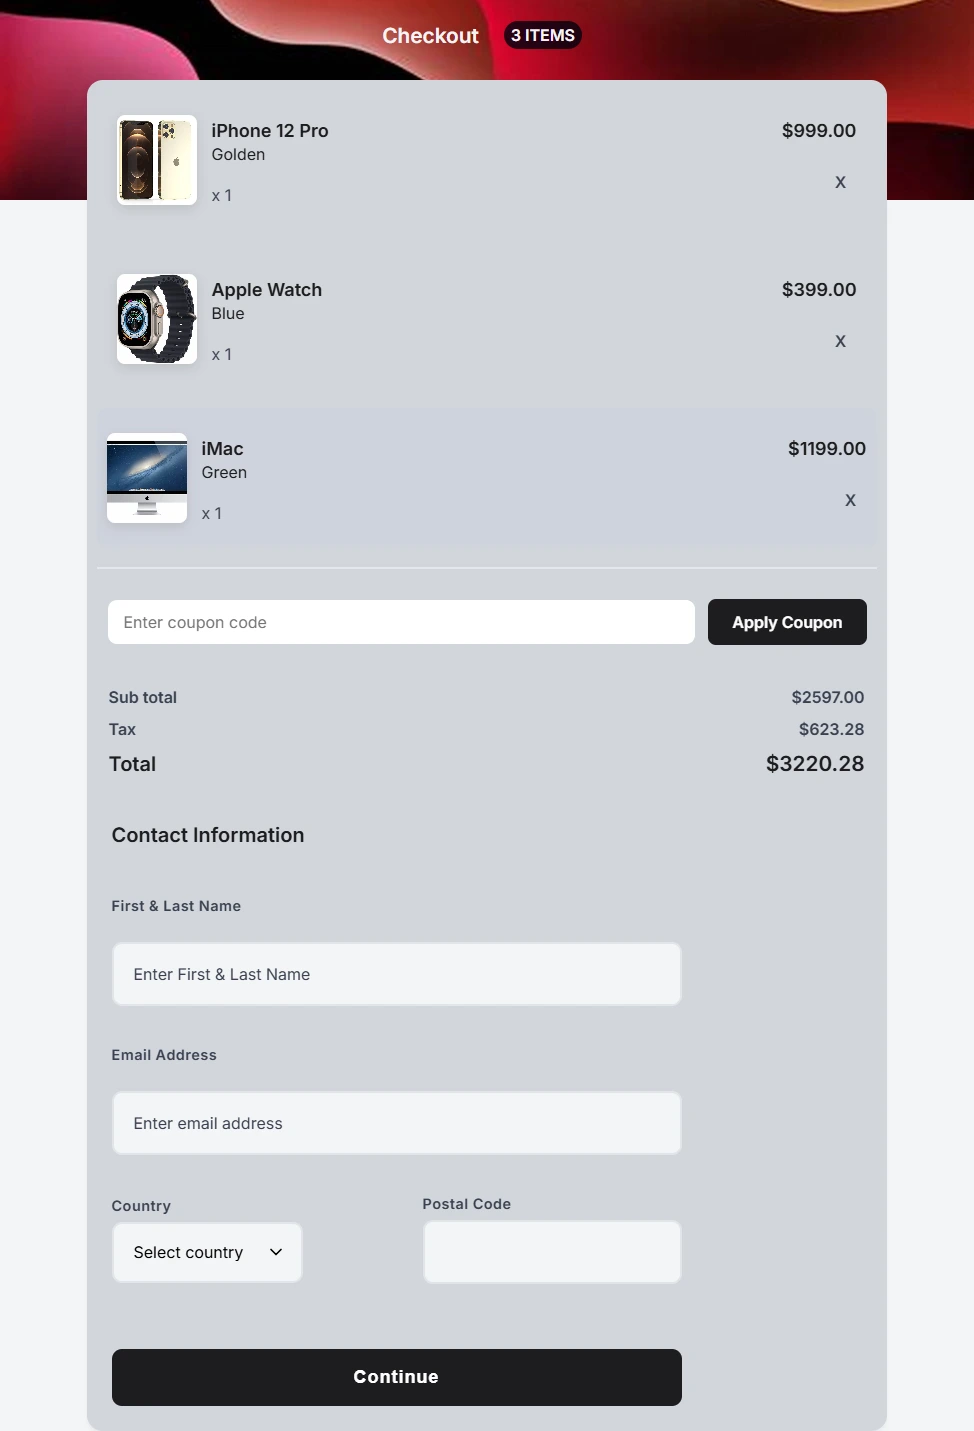 Checkout 3 ITEMS
iPhone 12 Pro $999.00
Golden
x 1 X
Apple Watch $399.00
Blue
x 1 X
iMac $1199.00
Green
x 1 X
Enter coupon code Apply Coupon
Sub total $2597.00
Tax $623.28
Total $3220.28
Contact Information
First & Last Name
Enter First & Last Name
Email Address
Enter email address
Country Postal Code
Select country
Continue